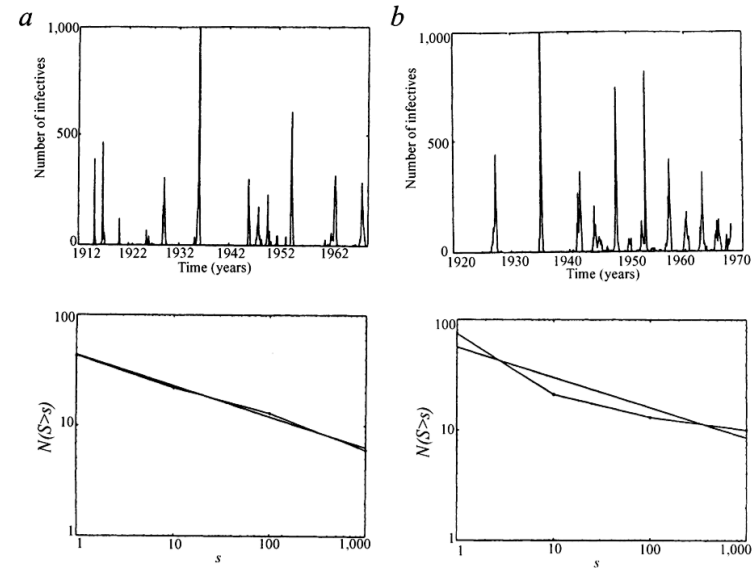 a
1,000
500
0
Number of infectives
1912 1922 1932 1942 1952 1962
Time (years)
b
1,000
500
0
Number of infectives
1920 1930 1940 1950 1960 1970
Time (years)
100
10
1
N(S>s)
1 10 100 1,000
s
100
10
1
N(S>s)
1 10 100 1,000
s